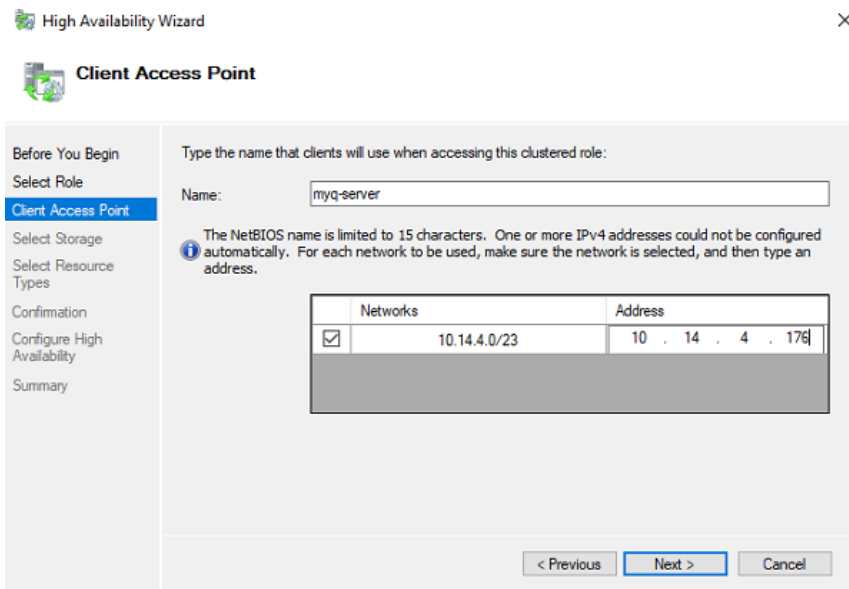 High Availability Wizard
Client Access Point
Before You Begin
Select Role
Client Access Point
Select Storage
Select Resource
Types
Confirmation
Configure High
Availability
Summary
Type the name that clients will use when accessing this clustered role:
Name: myq-server
The NetBIOS name is limited to 15 characters. One or more IPv4 addresses could not be configured
automatically. For each network to be used, make sure the network is selected, and then type an
address.
Networks Address
10.14.4.0/23 10 . 14 . 4 . 176
< Previous Next > Cancel